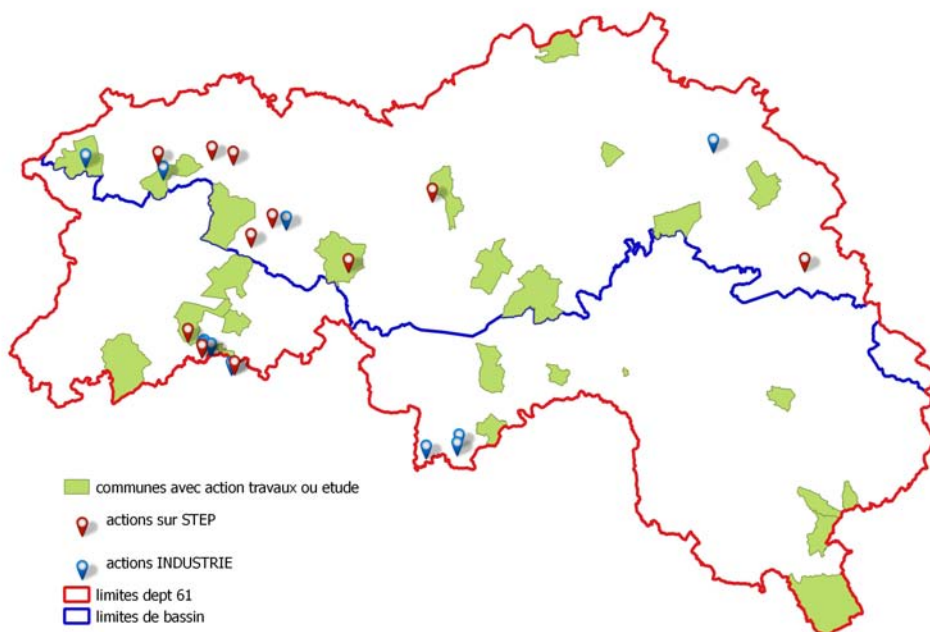 communes avec action travaux ou etude
actions sur STEP
actions INDUSTRIE
limites dept 61
limites de bassin